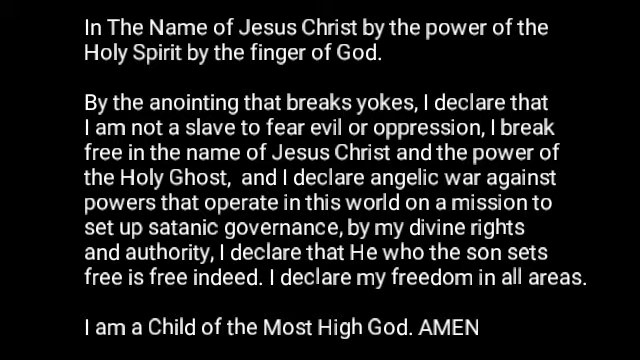 In The Name of Jesus Christ by the power of the
Holy Spirit by the finger of God.
By the anointing that breaks yokes, I declare that
I am not a slave to fear evil or oppression, I break
free in the name of Jesus Christ and the power of
the Holy Ghost,  and I declare angelic war against
powers that operate in this world on a mission to
set up satanic governance, by my divine rights
and authority, I declare that He who the son sets
free is free indeed. I declare my freedom in all areas.
I am a Child of the Most High God. AMEN